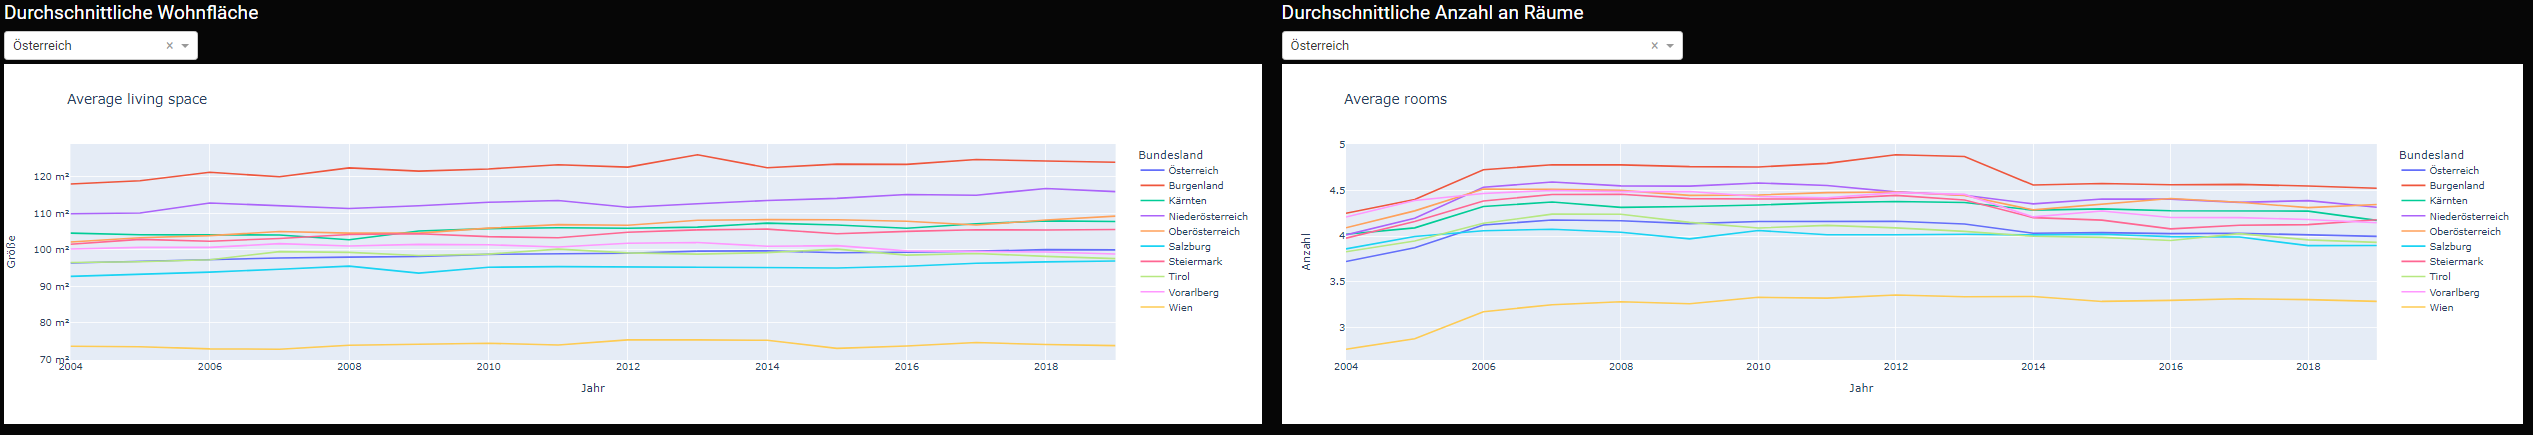 Durchschnittliche Wohnfläche
Österreich
Average living space
120 m²
110 m²
100 m²
90 m²
80 m²
70 m²
Größe
2004 2006 2008 2010 2012 2014 2016 2018
Jahr
Bundesland
Österreich
Burgenland
Kärnten
Niederösterreich
Oberösterreich
Salzburg
Steiermark
Tirol
Vorarlberg
Wien
Durchschnittliche Anzahl an Räume
Österreich
Average rooms
5
4.5
4
3.5
3
Anzahl
2004 2006 2008 2010 2012 2014 2016 2018
Jahr
Bundesland
Österreich
Burgenland
Kärnten
Niederösterreich
Oberösterreich
Salzburg
Steiermark
Tirol
Vorarlberg
Wien